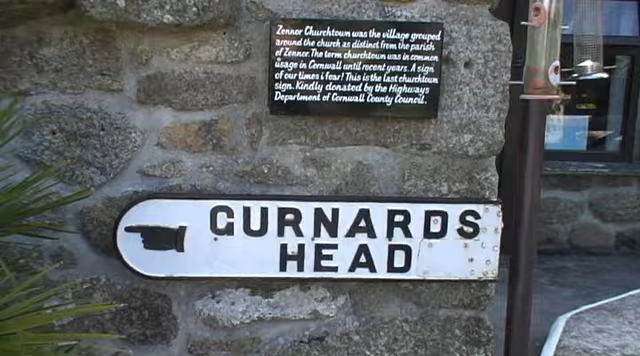 Zennor Churchtown was the village grouped
around the church as distinct from the parish
of Zennor. The term churchtown was in common
usage in Cornwall until recent years. A sign
of our times i fear! This is the last churchtown
sign. Kindly donated by the Highways
Department of Cornwall County Council.
GURNARDS
HEAD